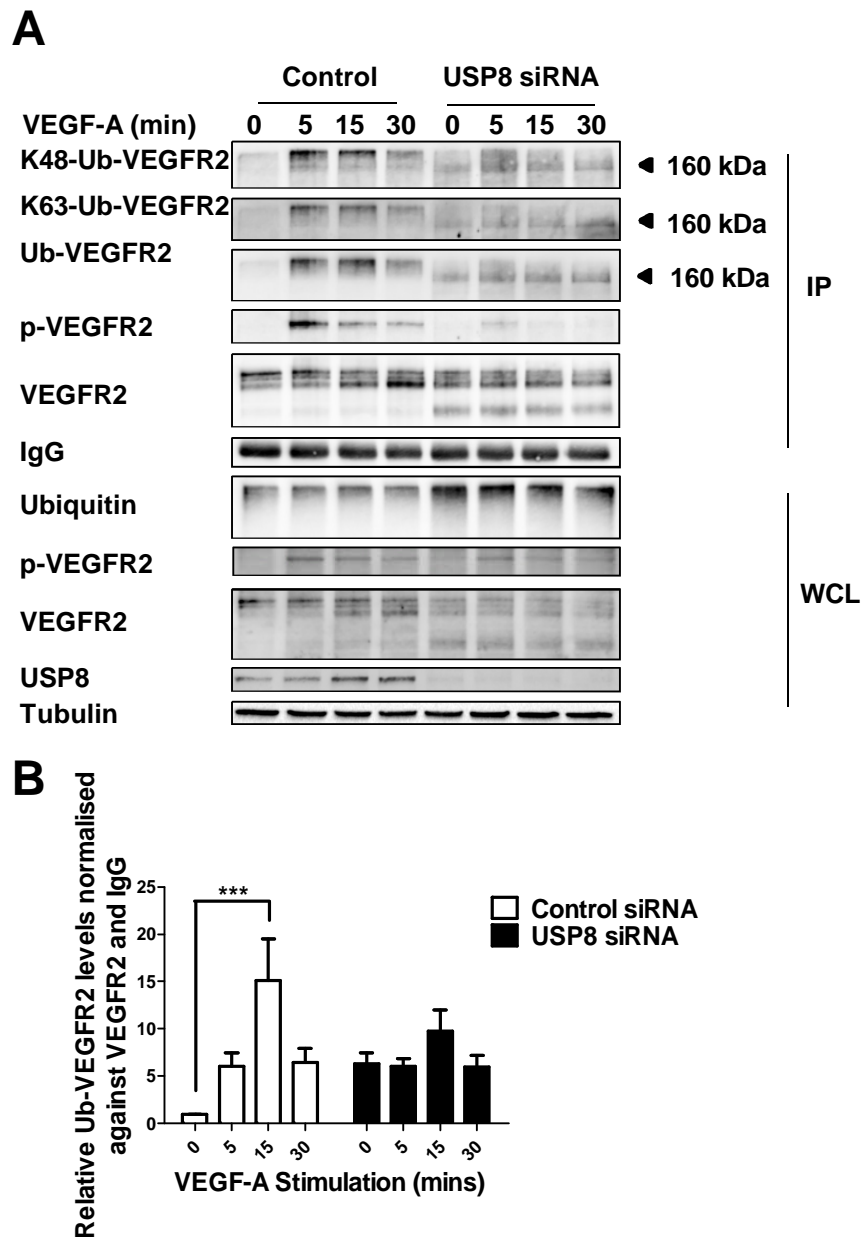 A
Control USP8 siRNA
VEGF-A (min) 0 5 15 30 0 5 15 30
K48-Ub-VEGFR2 160 kDa
K63-Ub-VEGFR2 160 kDa
Ub-VEGFR2 160 kDa
IP
p-VEGFR2
VEGFR2
IgG
Ubiquitin
p-VEGFR2
WCL
VEGFR2
USP8
Tubulin
B
Relative Ub-VEGFR2 levels normalised
against VEGFR2 and IgG
25
20
15
10
5
0
***
Control siRNA
USP8 siRNA
0 5 15 30 0 5 15 30
VEGF-A Stimulation (mins)